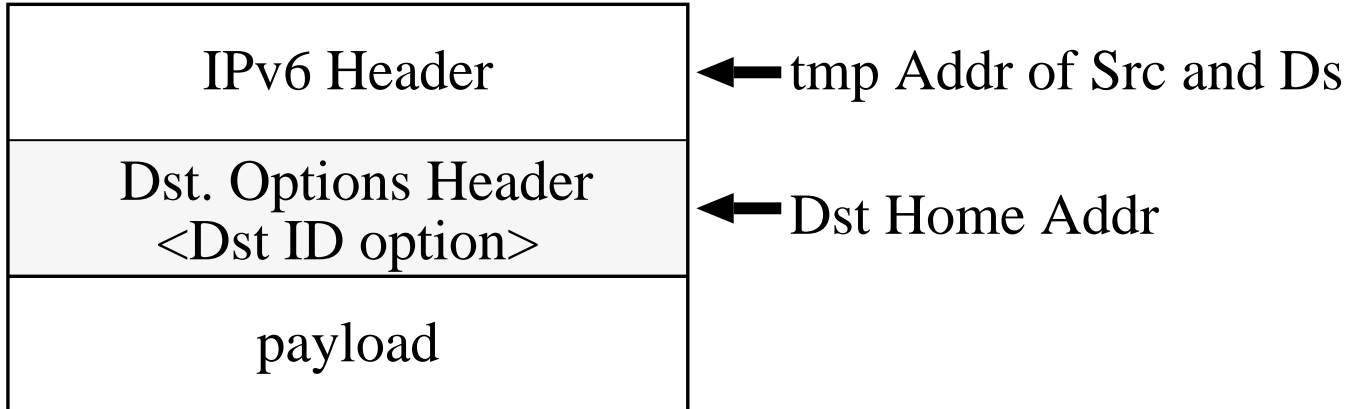 IPv6 Header
tmp Addr of Src and Ds
Dst. Options Header
<Dst ID option>
Dst Home Addr
payload